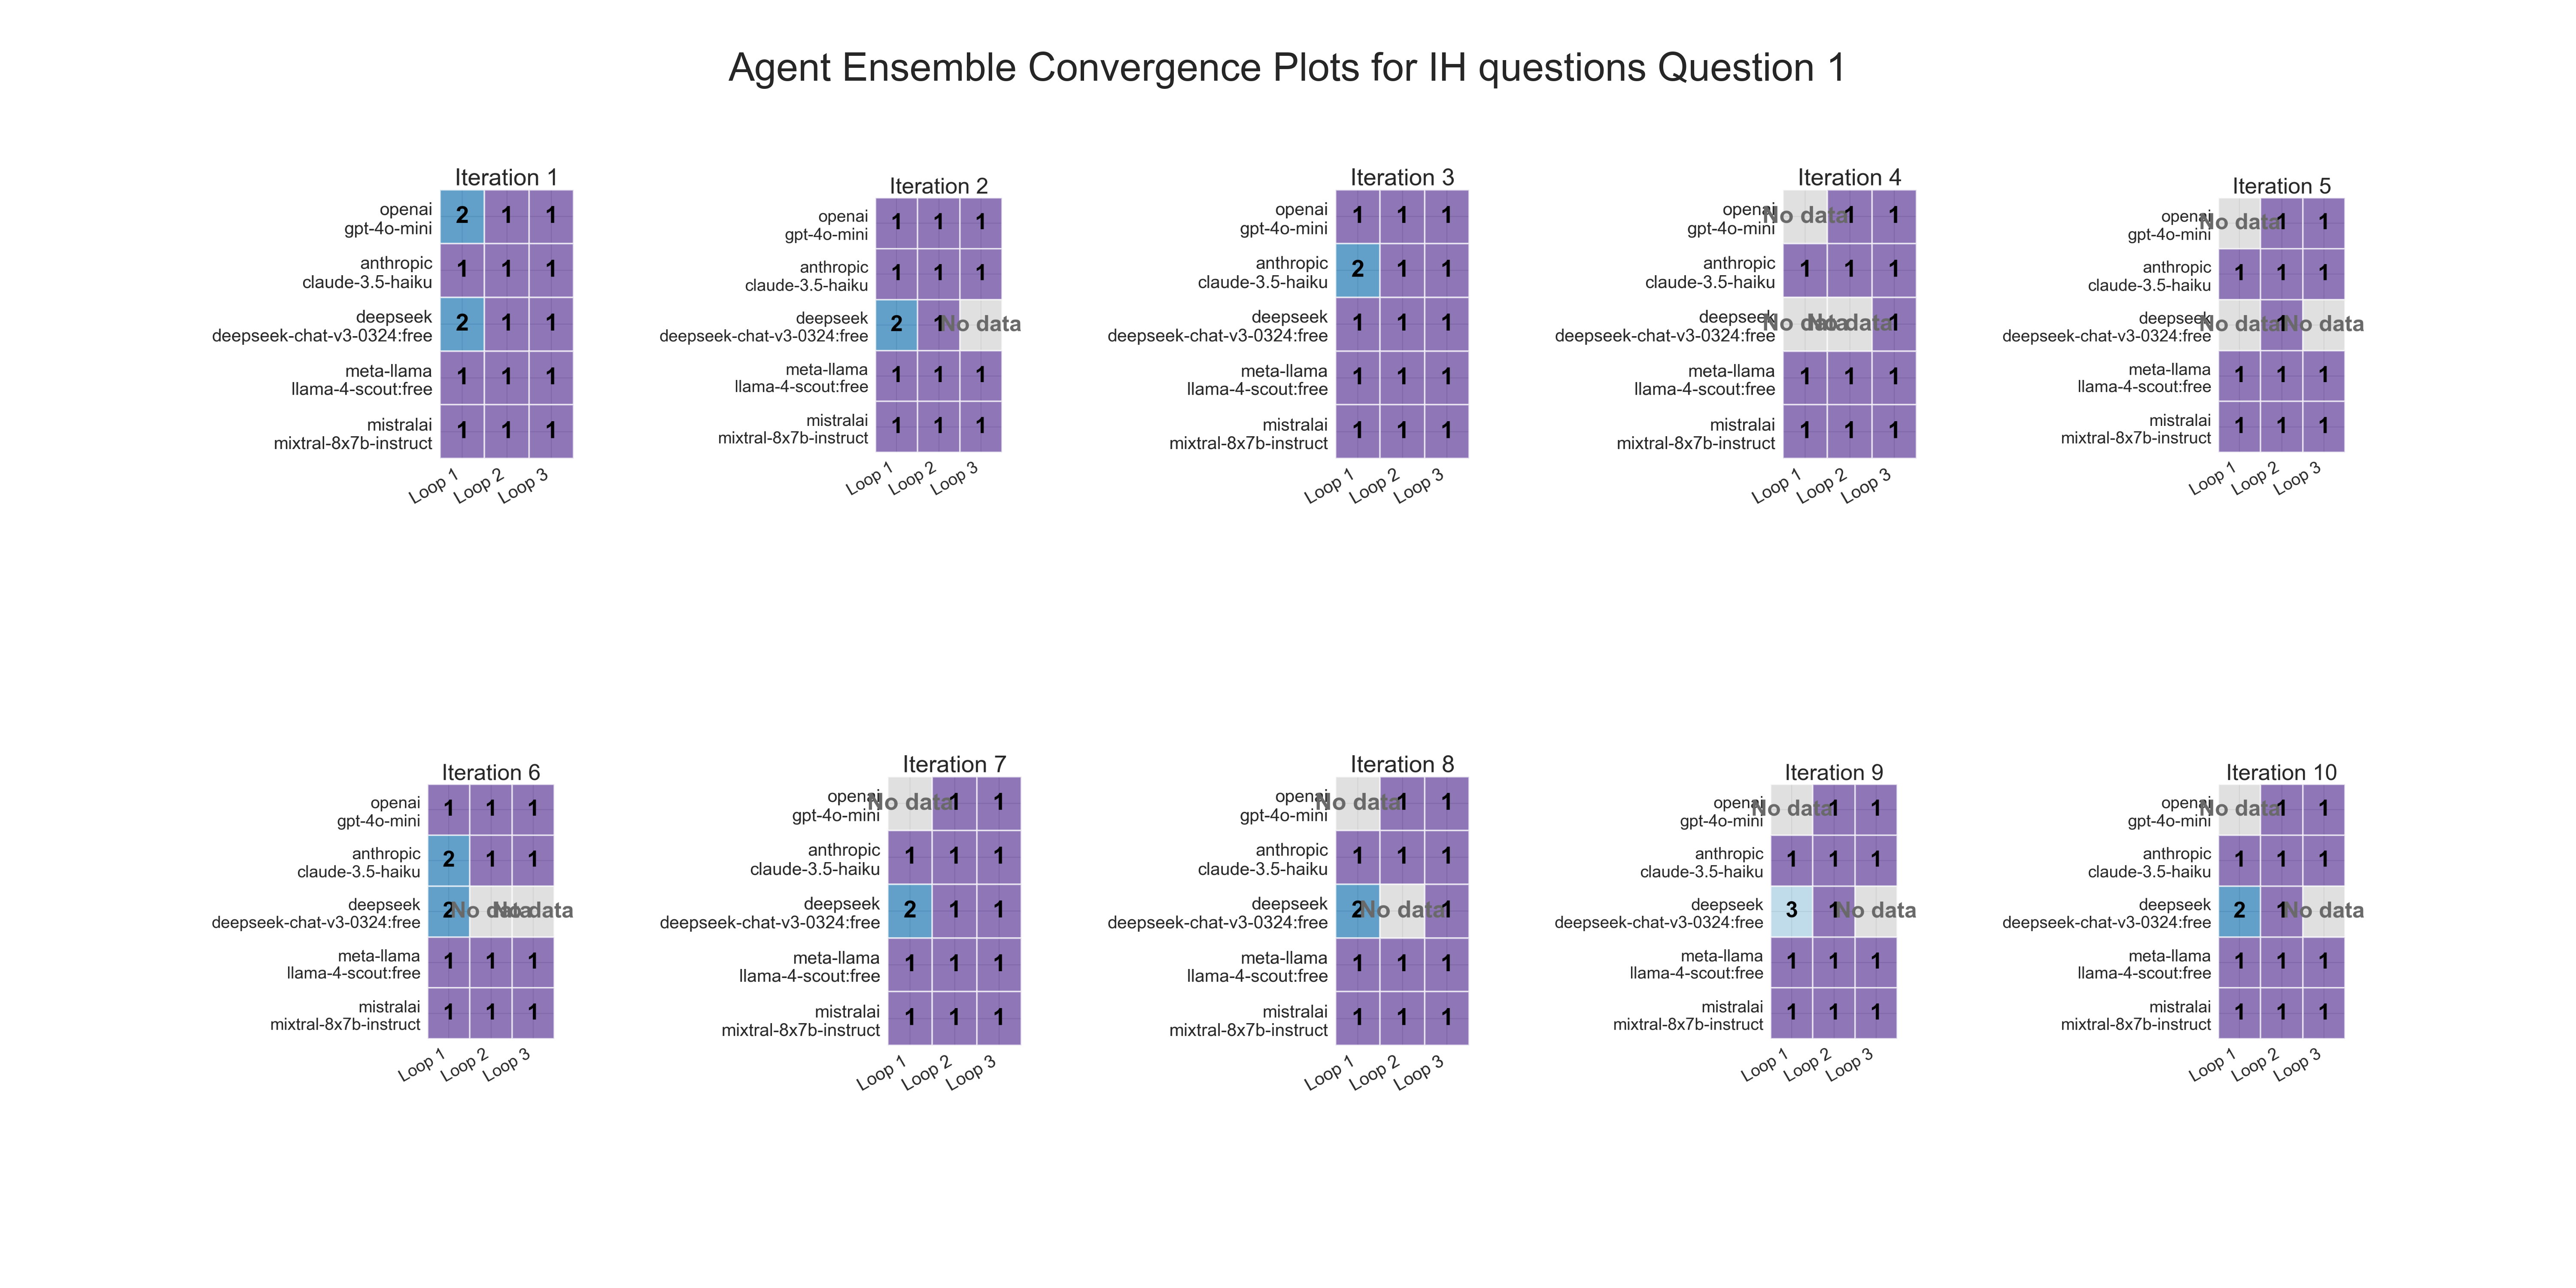 Agent Ensemble Convergence Plots for IH questions Question 1
Iteration 1
openai
gpt-4o-mini
2 1 1
anthropic
claude-3.5-haiku
1 1 1
deepseek
deepseek-chat-v3-0324:free
2 1 1
meta-llama
llama-4-scout:free
1 1 1
mistralai
mixtral-8x7b-instruct
1 1 1
Loop 1 Loop 2 Loop 3
Iteration 2
openai
gpt-4o-mini
1 1 1
anthropic
claude-3.5-haiku
1 1 1
deepseek
deepseek-chat-v3-0324:free
2 1 No data
meta-llama
llama-4-scout:free
1 1 1
mistralai
mixtral-8x7b-instruct
1 1 1
Loop 1 Loop 2 Loop 3
Iteration 3
openai
gpt-4o-mini
1 1 1
anthropic
claude-3.5-haiku
2 1 1
deepseek
deepseek-chat-v3-0324:free
1 1 1
meta-llama
llama-4-scout:free
1 1 1
mistralai
mixtral-8x7b-instruct
1 1 1
Loop 1 Loop 2 Loop 3
Iteration 4
openai
gpt-4o-mini
No data 1 1
anthropic
claude-3.5-haiku
1 1 1
deepseek
deepseek-chat-v3-0324:free
No data No data 1
meta-llama
llama-4-scout:free
1 1 1
mistralai
mixtral-8x7b-instruct
1 1 1
Loop 1 Loop 2 Loop 3
Iteration 5
openai
gpt-4o-mini
No data 1 1
anthropic
claude-3.5-haiku
1 1 1
deepseek
deepseek-chat-v3-0324:free
No data 1 No data
meta-llama
llama-4-scout:free
1 1 1
mistralai
mixtral-8x7b-instruct
1 1 1
Loop 1 Loop 2 Loop 3
Iteration 6
openai
gpt-4o-mini
1 1 1
anthropic
claude-3.5-haiku
2 1 1
deepseek
deepseek-chat-v3-0324:free
2 No data No data
meta-llama
llama-4-scout:free
1 1 1
mistralai
mixtral-8x7b-instruct
1 1 1
Loop 1 Loop 2 Loop 3
Iteration 7
openai
gpt-4o-mini
No data 1 1
anthropic
claude-3.5-haiku
1 1 1
deepseek
deepseek-chat-v3-0324:free
2 1 1
meta-llama
llama-4-scout:free
1 1 1
mistralai
mixtral-8x7b-instruct
1 1 1
Loop 1 Loop 2 Loop 3
Iteration 8
openai
gpt-4o-mini
No data 1 1
anthropic
claude-3.5-haiku
1 1 1
deepseek
deepseek-chat-v3-0324:free
2 No data 1
meta-llama
llama-4-scout:free
1 1 1
mistralai
mixtral-8x7b-instruct
1 1 1
Loop 1 Loop 2 Loop 3
Iteration 9
openai
gpt-4o-mini
No data 1 1
anthropic
claude-3.5-haiku
1 1 1
deepseek
deepseek-chat-v3-0324:free
3 1 No data
meta-llama
llama-4-scout:free
1 1 1
mistralai
mixtral-8x7b-instruct
1 1 1
Loop 1 Loop 2 Loop 3
Iteration 10
openai
gpt-4o-mini
No data 1 1
anthropic
claude-3.5-haiku
1 1 1
deepseek
deepseek-chat-v3-0324:free
2 1 No data
meta-llama
llama-4-scout:free
1 1 1
mistralai
mixtral-8x7b-instruct
1 1 1
Loop 1 Loop 2 Loop 3